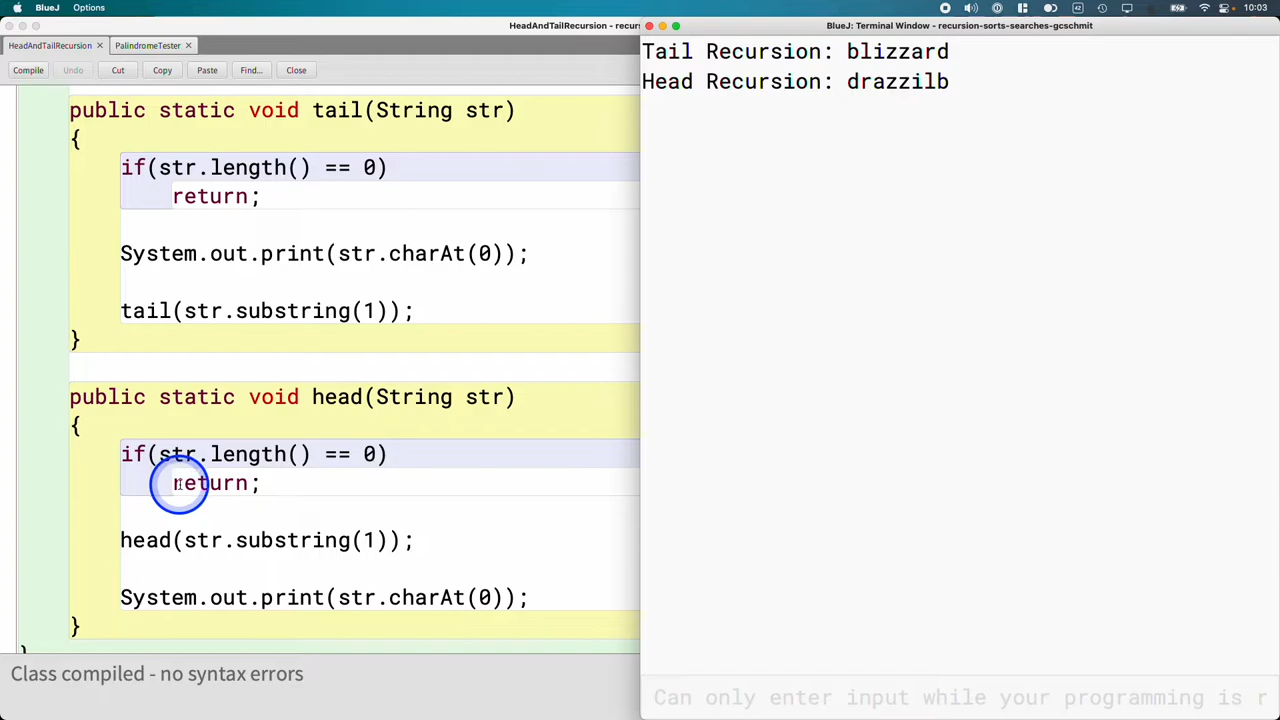 BlueJ Options 10:03
HeadAndTailRecursion - recurs
BlueJ: Terminal Window - recursion-sorts-searches-gcschmit
HeadAndTailRecursion × PalindromeTester ×
Compile Undo Cut Copy Paste Find... Close
public static void tail(String str)
{
if(str.length() == 0)
return;
System.out.print(str.charAt(0));
tail(str.substring(1));
}
public static void head(String str)
{
if(str.length() == 0)
return;
head(str.substring(1));
System.out.print(str.charAt(0));
}
}
Class compiled - no syntax errors
Tail Recursion: blizzard
Head Recursion: drazzilb
Can only enter input while your programming is r